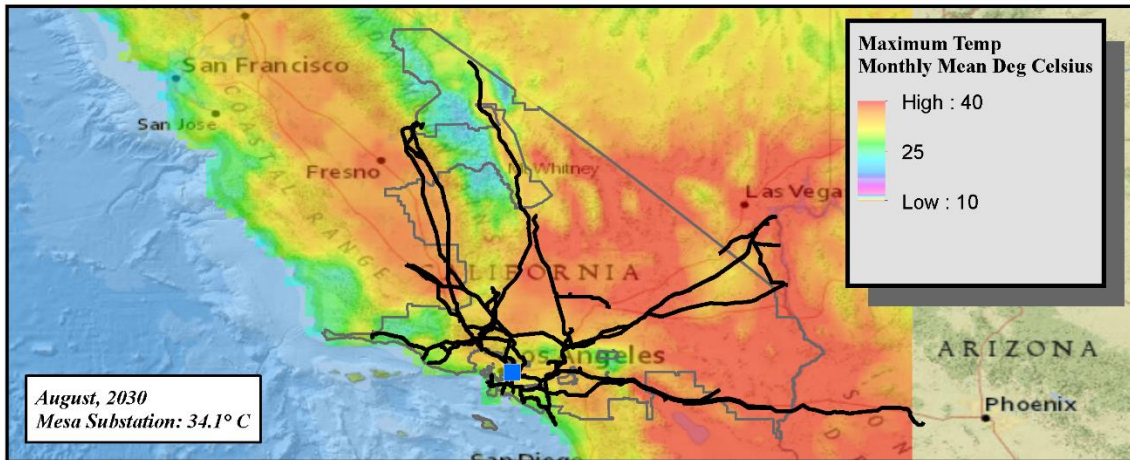 Maximum Temp
Monthly Mean Deg Celsius
High : 40
25
Low : 10
San Francisco
San Jose
COASTAL RANGE
Fresno
Whitney
Las Vega
CALIFORNIA
Los Angeles
ARIZONA
Phoenix
San Diego
August, 2030
Mesa Substation: 34.1° C